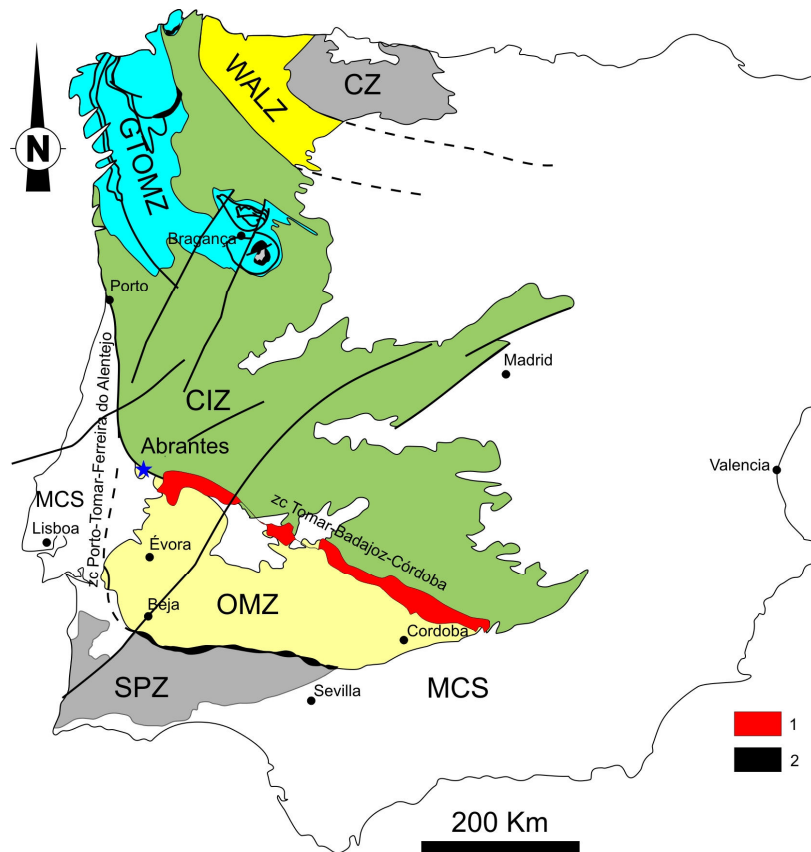 WALZ
CZ
GTOMZ
N
Bragança
Porto
Madrid
CIZ
zc Porto-Tomar-Ferreira do Alentejo
Abrantes
Valencia
MCS
zc Tomar-Badajoz-Córdoba
Lisboa
Évora
OMZ
Beja
Cordoba
SPZ
MCS
Sevilla
1
2
200 Km